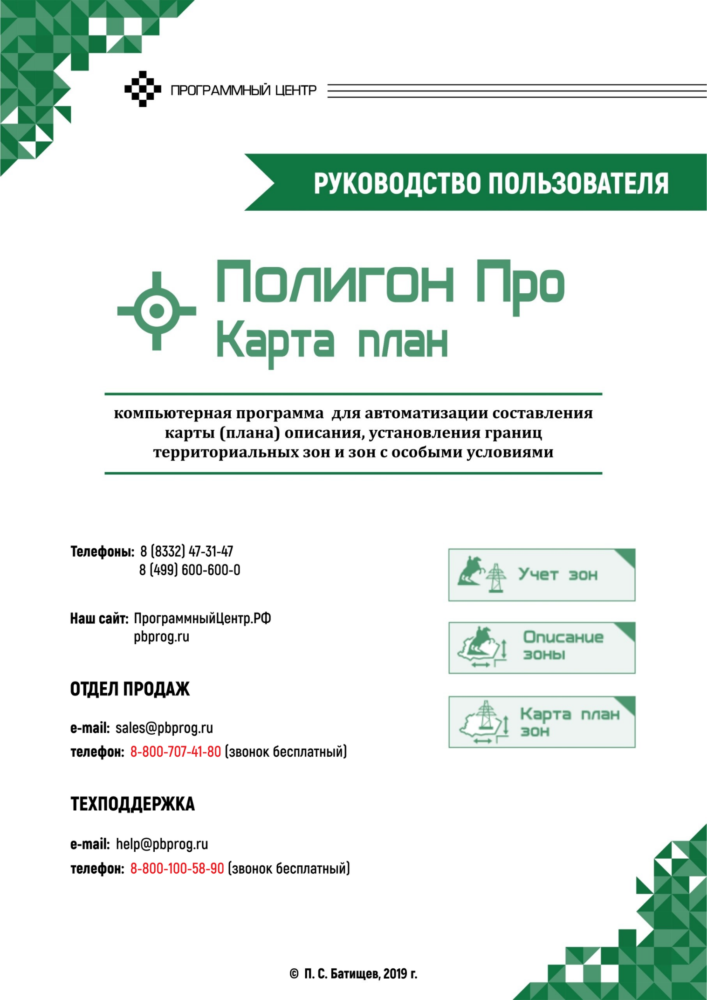 ПРОГРАММНЫЙ ЦЕНТР
РУКОВОДСТВО ПОЛЬЗОВАТЕЛЯ
Полигон Про
Карта план
компьютерная программа для автоматизации составления
карты (плана) описания, установления границ
территориальных зон и зон с особыми условиями
Телефоны: 8 (8332) 47-31-47
8 (499) 600-600-0
Наш сайт: ПрограммныйЦентр.РФ
pbprog.ru
ОТДЕЛ ПРОДАЖ
e-mail: sales@pbprog.ru
телефон: 8-800-707-41-80 (звонок бесплатный)
ТЕХПОДДЕРЖКА
e-mail: help@pbprog.ru
телефон: 8-800-100-58-90 (звонок бесплатный)
Учет зон
Описание
зоны
Карта план
зон
© П. С. Батищев, 2019 г.